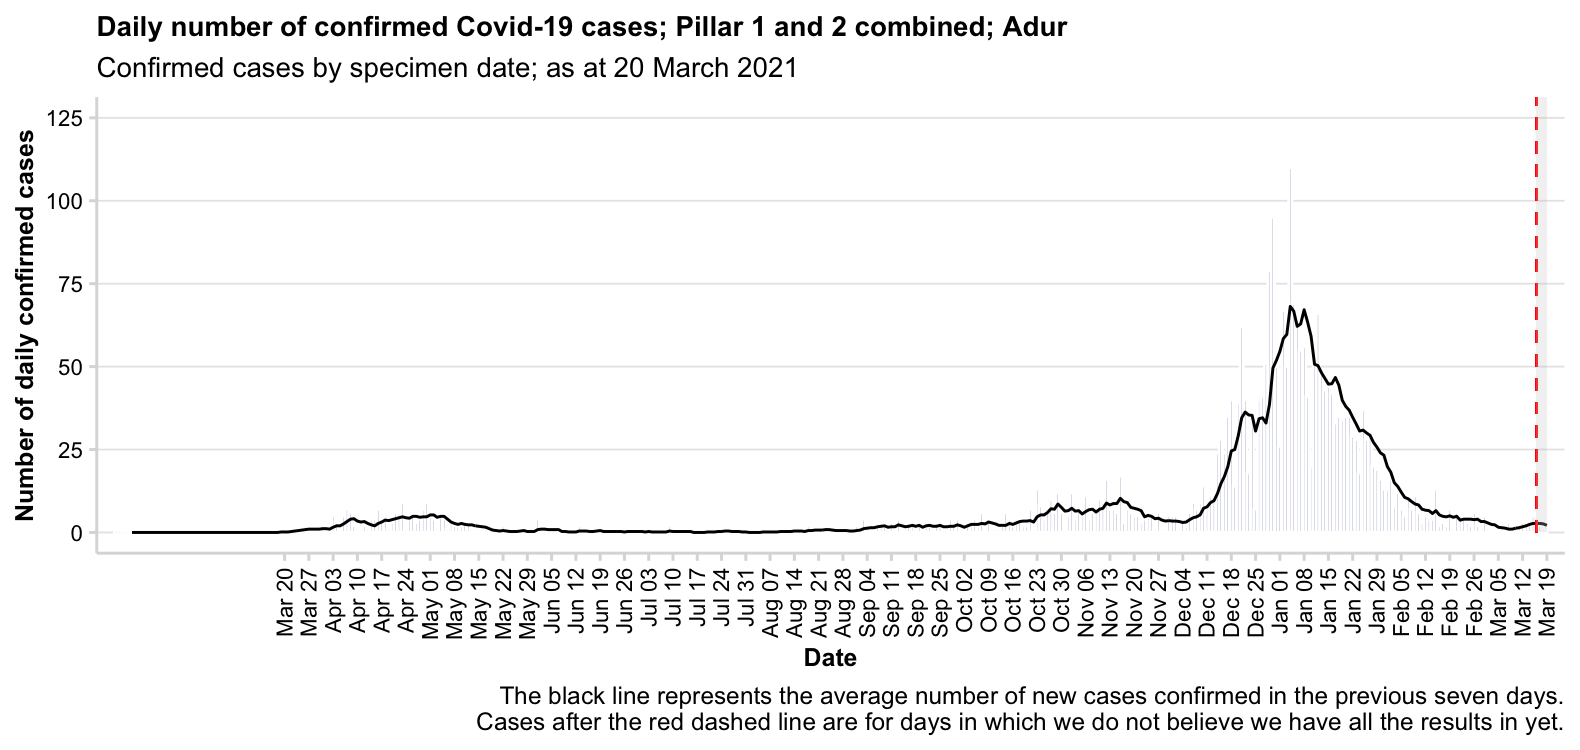 Daily number of confirmed Covid-19 cases; Pillar 1 and 2 combined; Adur
Confirmed cases by specimen date; as at 20 March 2021
Number of daily confirmed cases
125
100
75
50
25
0
Mar 20
Mar 27
Apr 03
Apr 10
Apr 17
Apr 24
May 01
May 08
May 15
May 22
May 29
Jun 05
Jun 12
Jun 19
Jun 26
Jul 03
Jul 10
Jul 17
Jul 24
Jul 31
Aug 07
Aug 14
Aug 21
Aug 28
Sep 04
Sep 11
Sep 18
Sep 25
Oct 02
Oct 09
Oct 16
Oct 23
Oct 30
Nov 06
Nov 13
Nov 20
Nov 27
Dec 04
Dec 11
Dec 18
Dec 25
Jan 01
Jan 08
Jan 15
Jan 22
Jan 29
Feb 05
Feb 12
Feb 19
Feb 26
Mar 05
Mar 12
Mar 19
Date
The black line represents the average number of new cases confirmed in the previous seven days.
Cases after the red dashed line are for days in which we do not believe we have all the results in yet.